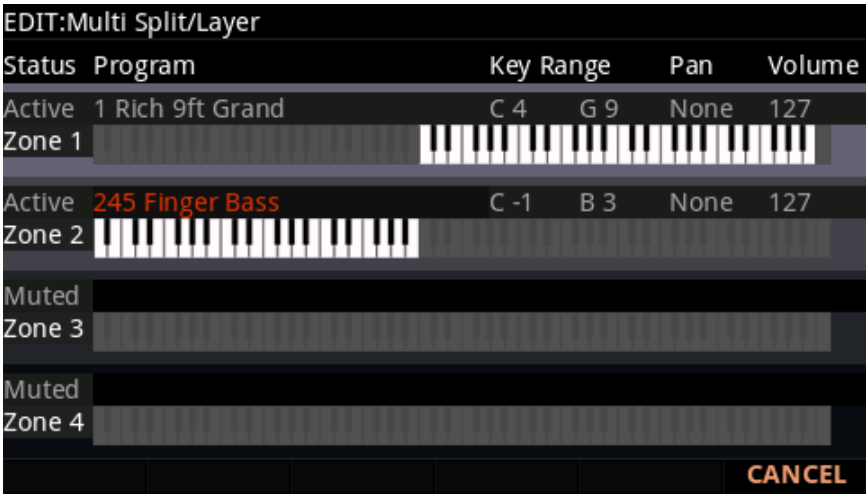 EDIT:Multi Split/Layer
Status Program Key Range Pan Volume
Active 1 Rich 9ft Grand C 4 G 9 None 127
Zone 1
Active 245 Finger Bass C -1 B 3 None 127
Zone 2
Muted
Zone 3
Muted
Zone 4
CANCEL